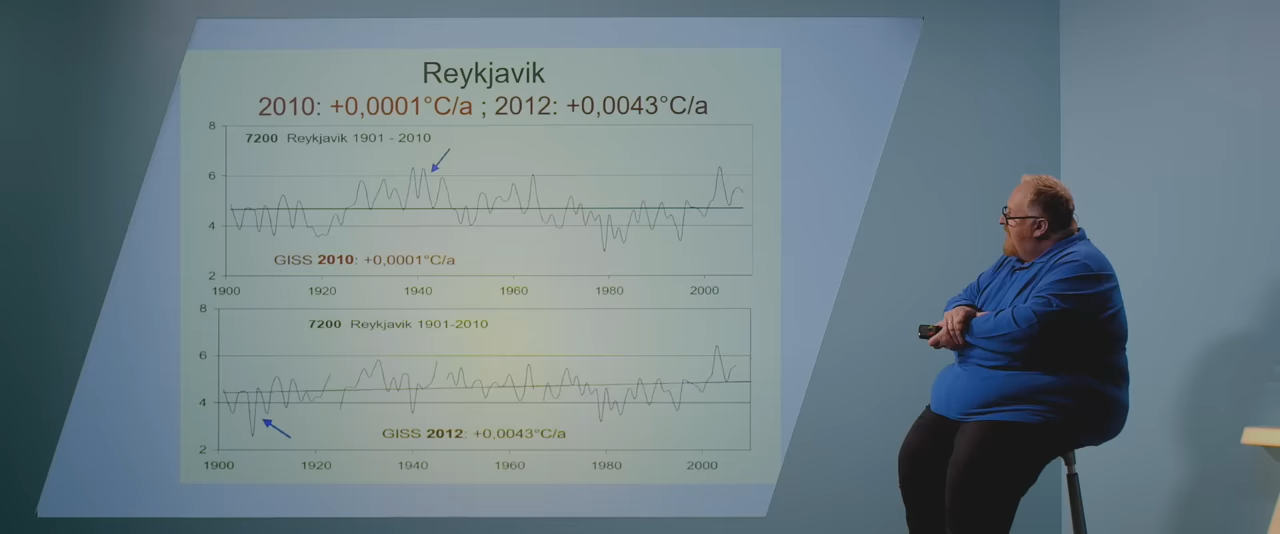 Reykjavik
2010: +0,0001°C/a ; 2012: +0,0043°C/a
8
7200 Reykjavik 1901 - 2010
6
4
GISS 2010: +0,0001°C/a
2
1900 1920 1940 1960 1980 2000
8
7200 Reykjavik 1901-2010
6
4
GISS 2012: +0,0043°C/a
2
1900 1920 1940 1960 1980 2000